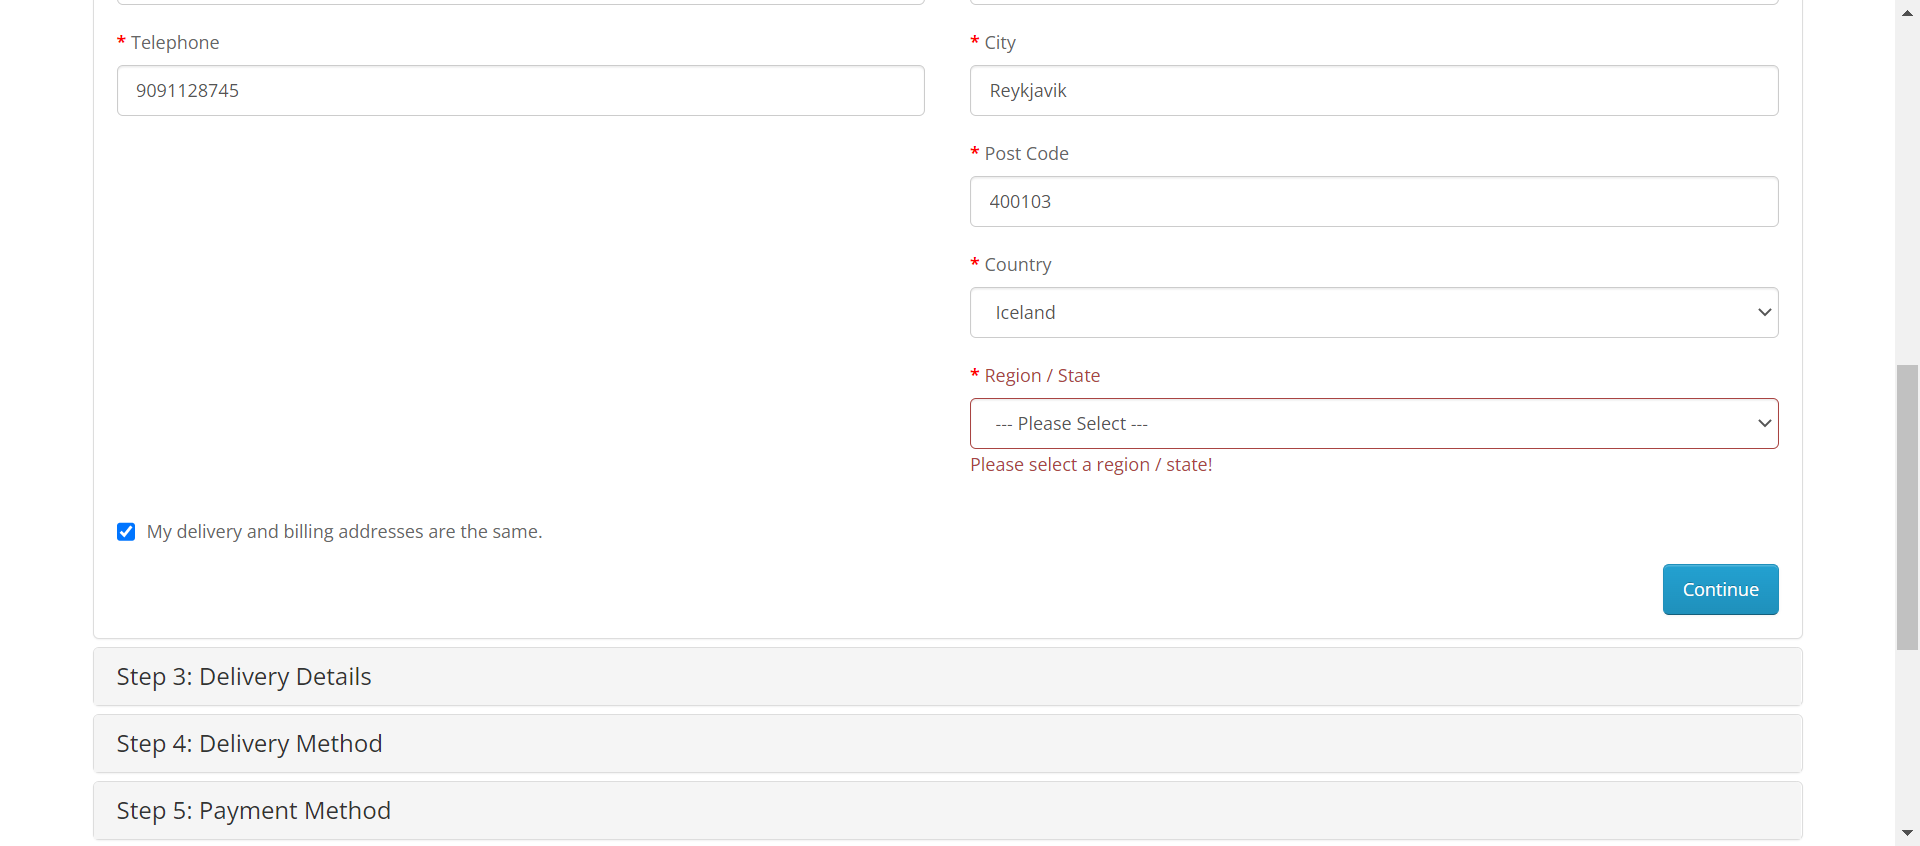 * Telephone
9091128745
* City
Reykjavik
* Post Code
400103
* Country
Iceland
* Region / State
--- Please Select ---
Please select a region / state!
My delivery and billing addresses are the same.
Continue
Step 3: Delivery Details
Step 4: Delivery Method
Step 5: Payment Method